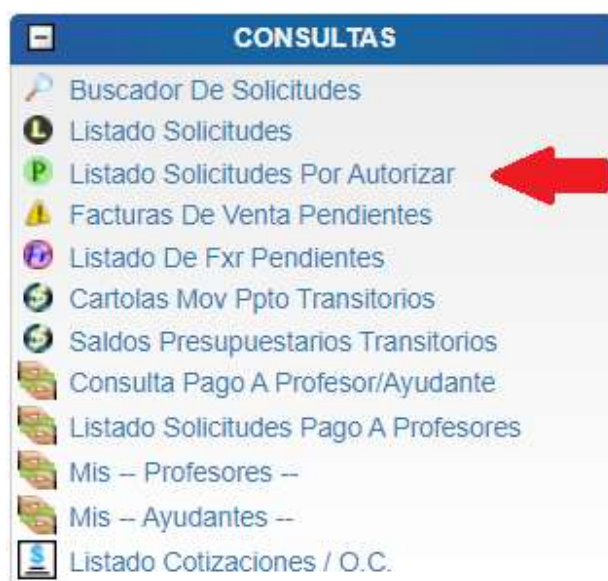 CONSULTAS
Buscador De Solicitudes
L Listado Solicitudes
P Listado Solicitudes Por Autorizar
Facturas De Venta Pendientes
Fr Listado De Fxr Pendientes
Cartolas Mov Ppto Transitorios
Saldos Presupuestarios Transitorios
Consulta Pago A Profesor/Ayudante
Listado Solicitudes Pago A Profesores
Mis -- Profesores --
Mis -- Ayudantes --
$ Listado Cotizaciones / O.C.